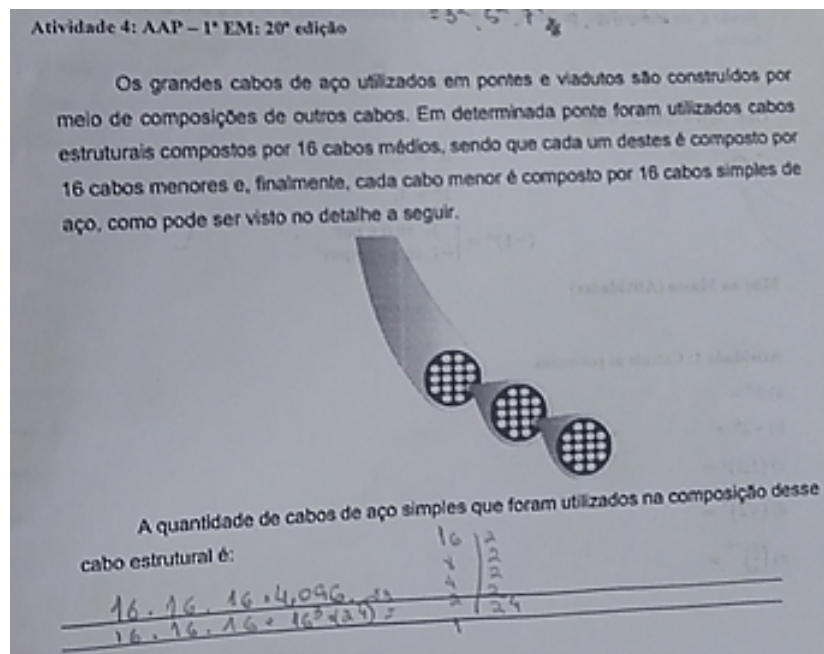 Atividade 4: AAP – 1ª EM: 20ª edição
Os grandes cabos de aço utilizados em pontes e viadutos são construídos por
meio de composições de outros cabos. Em determinada ponte foram utilizados cabos
estruturais compostos por 16 cabos médios, sendo que cada um destes é composto por
16 cabos menores e, finalmente, cada cabo menor é composto por 16 cabos simples de
aço, como pode ser visto no detalhe a seguir.
A quantidade de cabos de aço simples que foram utilizados na composição desse
cabo estrutural é:
16 2
8 2
4 2
2 2
1 24
16 . 16 . 16 = 4,096
16 . 16 . 16 = 16³ (24) =